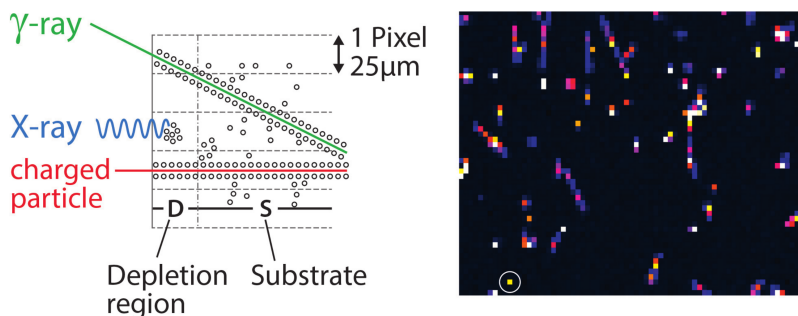 γ-ray
1 Pixel
25μm
X-ray
charged
particle
D
S
Depletion
region
Substrate